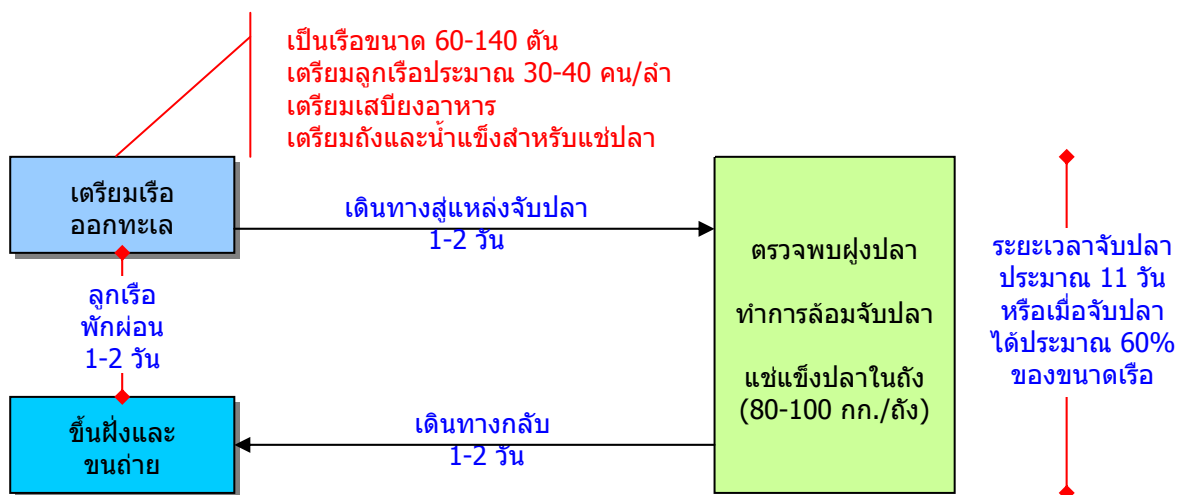 เป็นเรือขนาด 60-140 ตัน
เตรียมลูกเรือประมาณ 30-40 คน/ลำ
เตรียมเสบียงอาหาร
เตรียมถังและน้ำแข็งสำหรับแช่ปลา
เตรียมเรือ
ออกทะเล
เดินทางสู่แหล่งจับปลา
1-2 วัน
ตรวจพบฝูงปลา
ทำการล้อมจับปลา
แช่แข็งปลาในถัง
(80-100 กก./ถัง)
ระยะเวลาจับปลา
ประมาณ 11 วัน
หรือเมื่อจับปลา
ได้ประมาณ 60%
ของขนาดเรือ
ลูกเรือ
พักผ่อน
1-2 วัน
ขึ้นฝั่งและ
ขนถ่าย
เดินทางกลับ
1-2 วัน